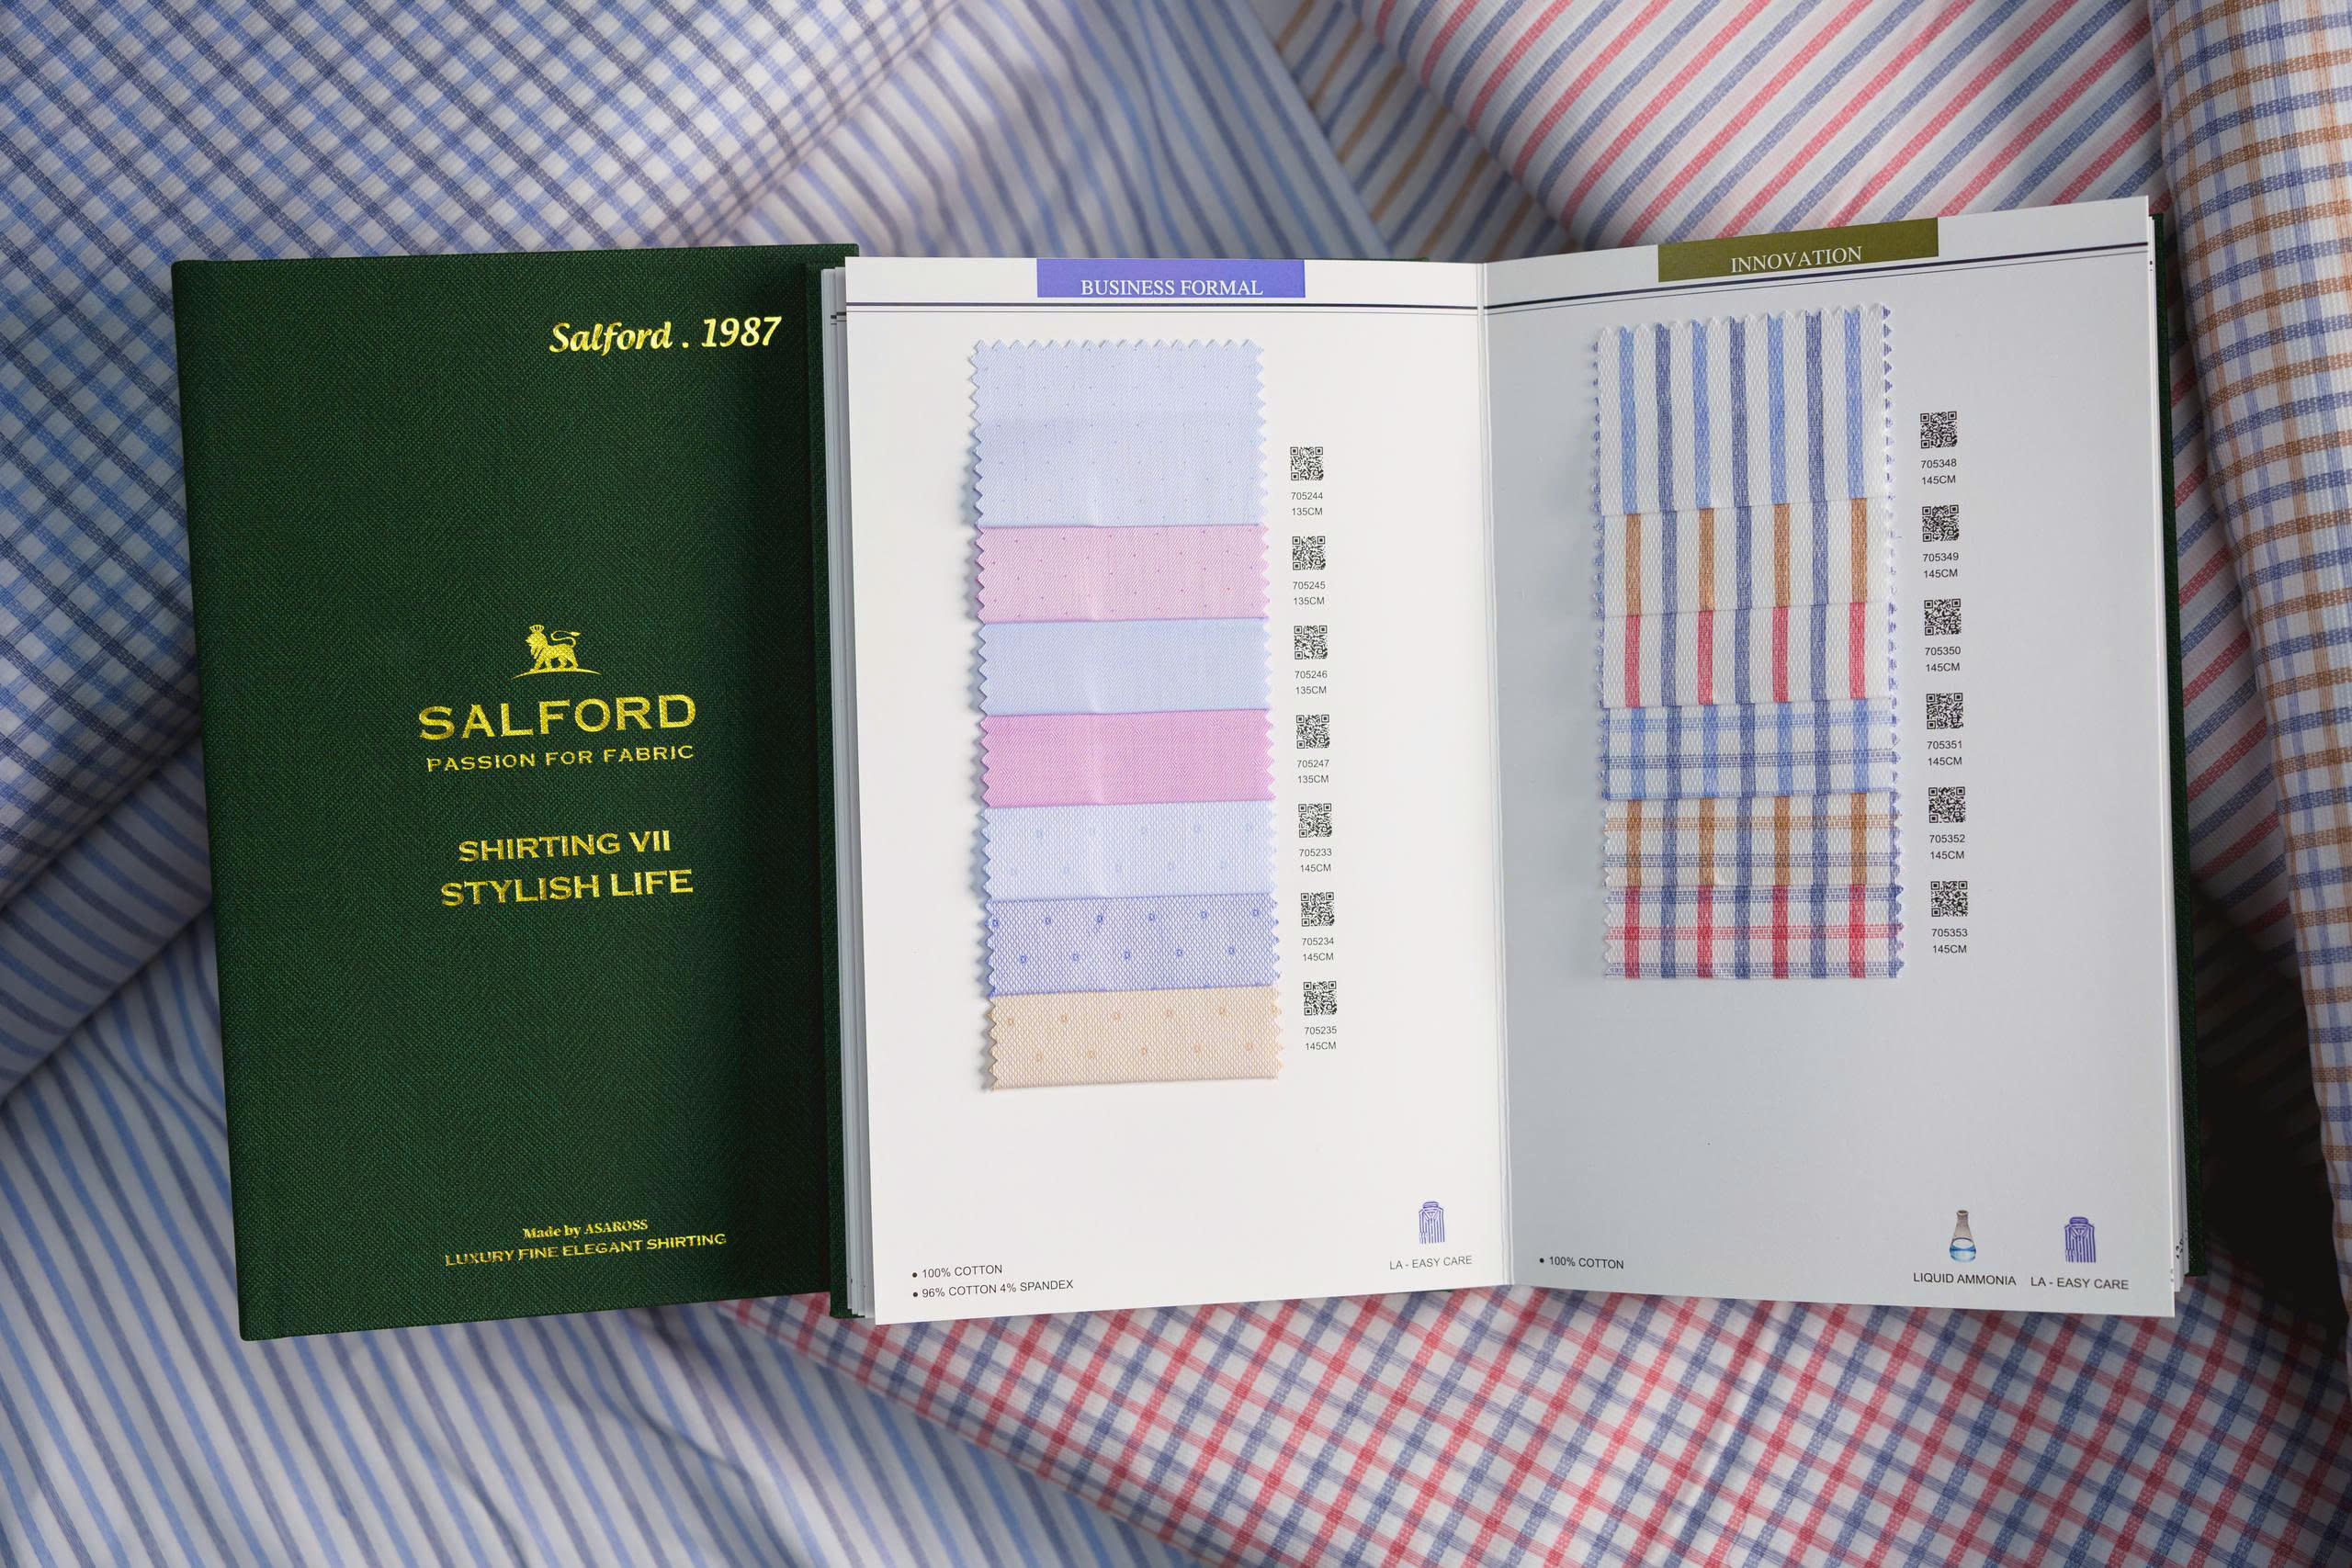 Salford . 1987
SALFORD
PASSION FOR FABRIC
SHIRTING VII
STYLISH LIFE
Made by ASAROSS
LUXURY FINE ELEGANT SHIRTING
BUSINESS FORMAL
705244
135CM
705245
135CM
705246
135CM
705247
135CM
705233
145CM
705234
145CM
705235
145CM
• 100% COTTON
• 96% COTTON 4% SPANDEX
LA - EASY CARE
INNOVATION
705348
145CM
705349
145CM
705350
145CM
705351
145CM
705352
145CM
705353
145CM
• 100% COTTON
LIQUID AMMONIA
LA - EASY CARE